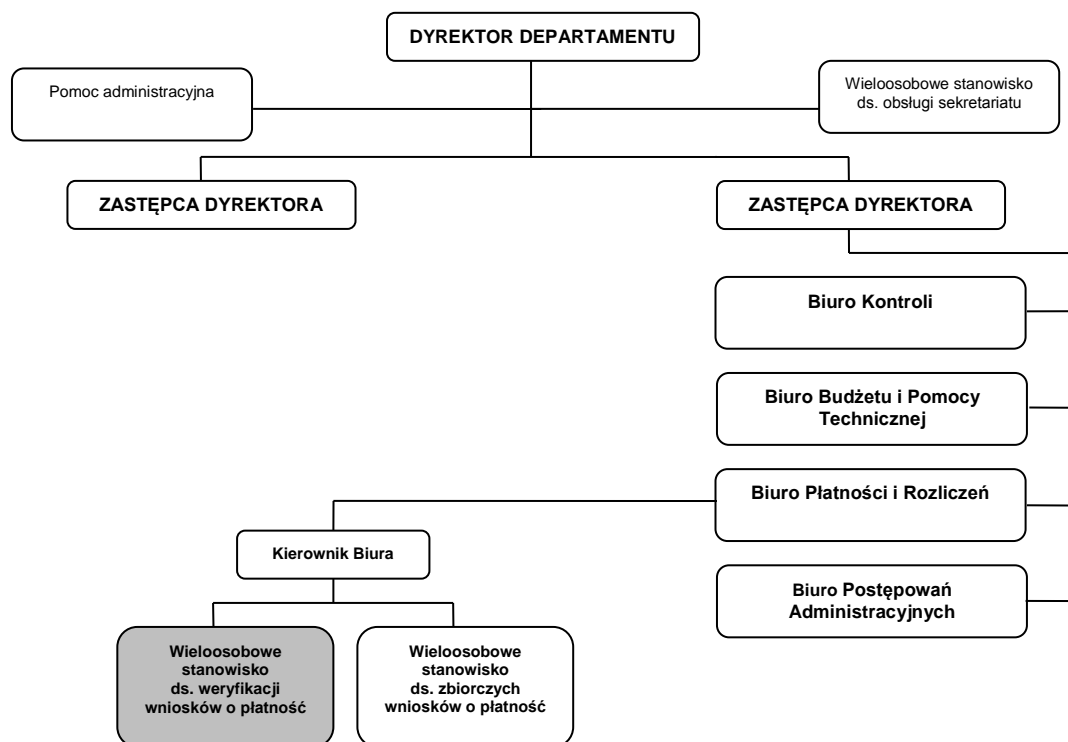 DYREKTOR DEPARTAMENTU
Pomoc administracyjna
Wieloosobowe stanowisko
ds. obsługi sekretariatu
ZASTĘPCA DYREKTORA
ZASTĘPCA DYREKTORA
Biuro Kontroli
Biuro Budżetu i Pomocy
Technicznej
Biuro Płatności i Rozliczeń
Kierownik Biura
Biuro Postępowań
Administracyjnych
Wieloosobowe
stanowisko
ds. weryfikacji
wniosków o płatność
Wieloosobowe
stanowisko
ds. zbiorczych
wniosków o płatność